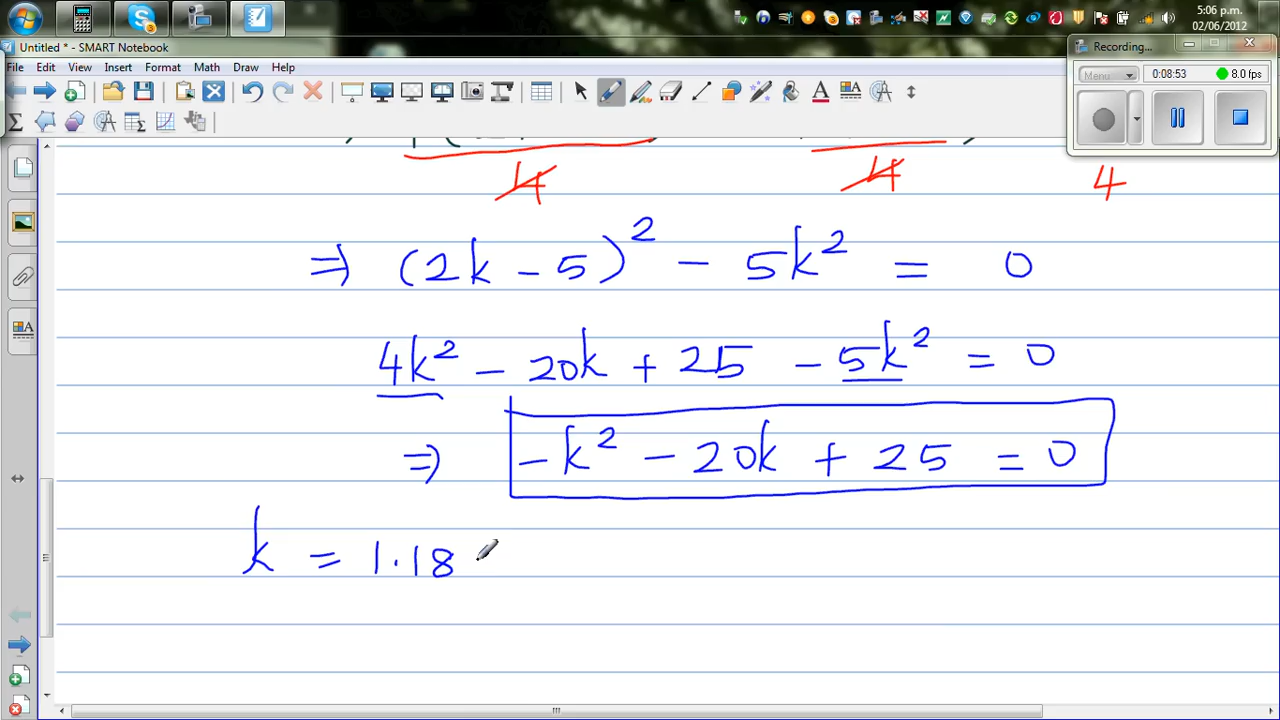 5:06 p.m.
02/06/2012
Untitled * - SMART Notebook
Recording...
File Edit View Insert Format Math Draw Help
Menu 0:08:53 8.0 fps
4 4 4
⇒ (2k - 5)² - 5k² = 0
4k² - 20k + 25 - 5k² = 0
⇒ -k² - 20k + 25 = 0
k = 1.18